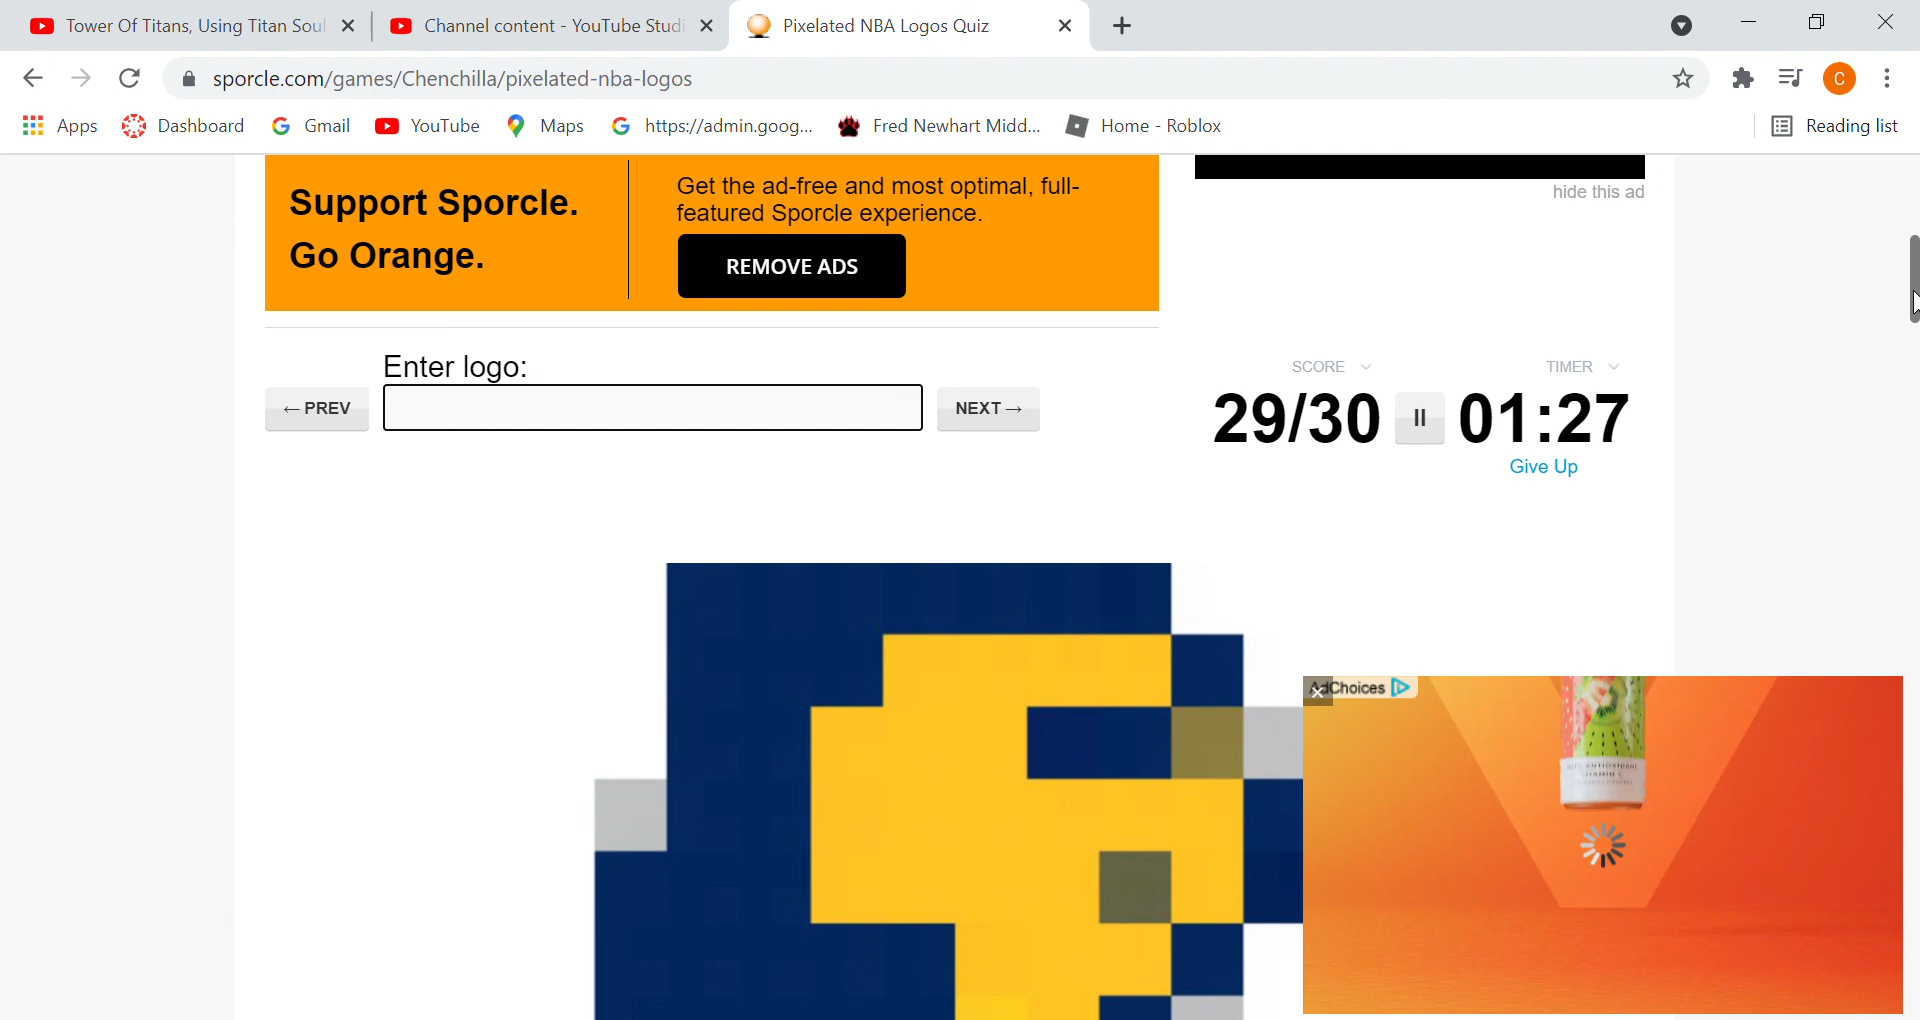 Tower Of Titans, Using Titan Soul
Channel content - YouTube Studi
Pixelated NBA Logos Quiz
sporcle.com/games/Chenchilla/pixelated-nba-logos
C
Apps
Dashboard
Gmail
YouTube
Maps
https://admin.goog...
Fred Newhart Midd...
Home - Roblox
Reading list
Support Sporcle.
Go Orange.
Get the ad-free and most optimal, full-
featured Sporcle experience.
REMOVE ADS
hide this ad
Enter logo:
← PREV
NEXT →
SCORE
TIMER
29/30
01:27
Give Up
AdChoices
WITH ANTIOXIDANT
VITAMIN C